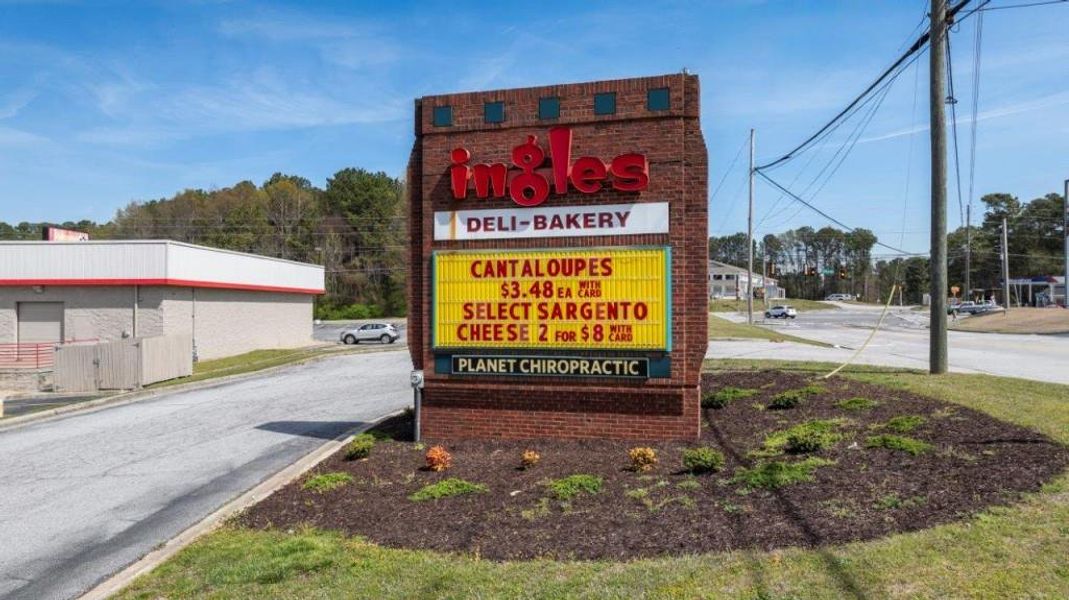 ingles
DELI-BAKERY
CANTALOUPES
$3.48 EA WITH CARD
SELECT SARGENTO
CHEESE 2 FOR $8 WITH CARD
PLANET CHIROPRACTIC